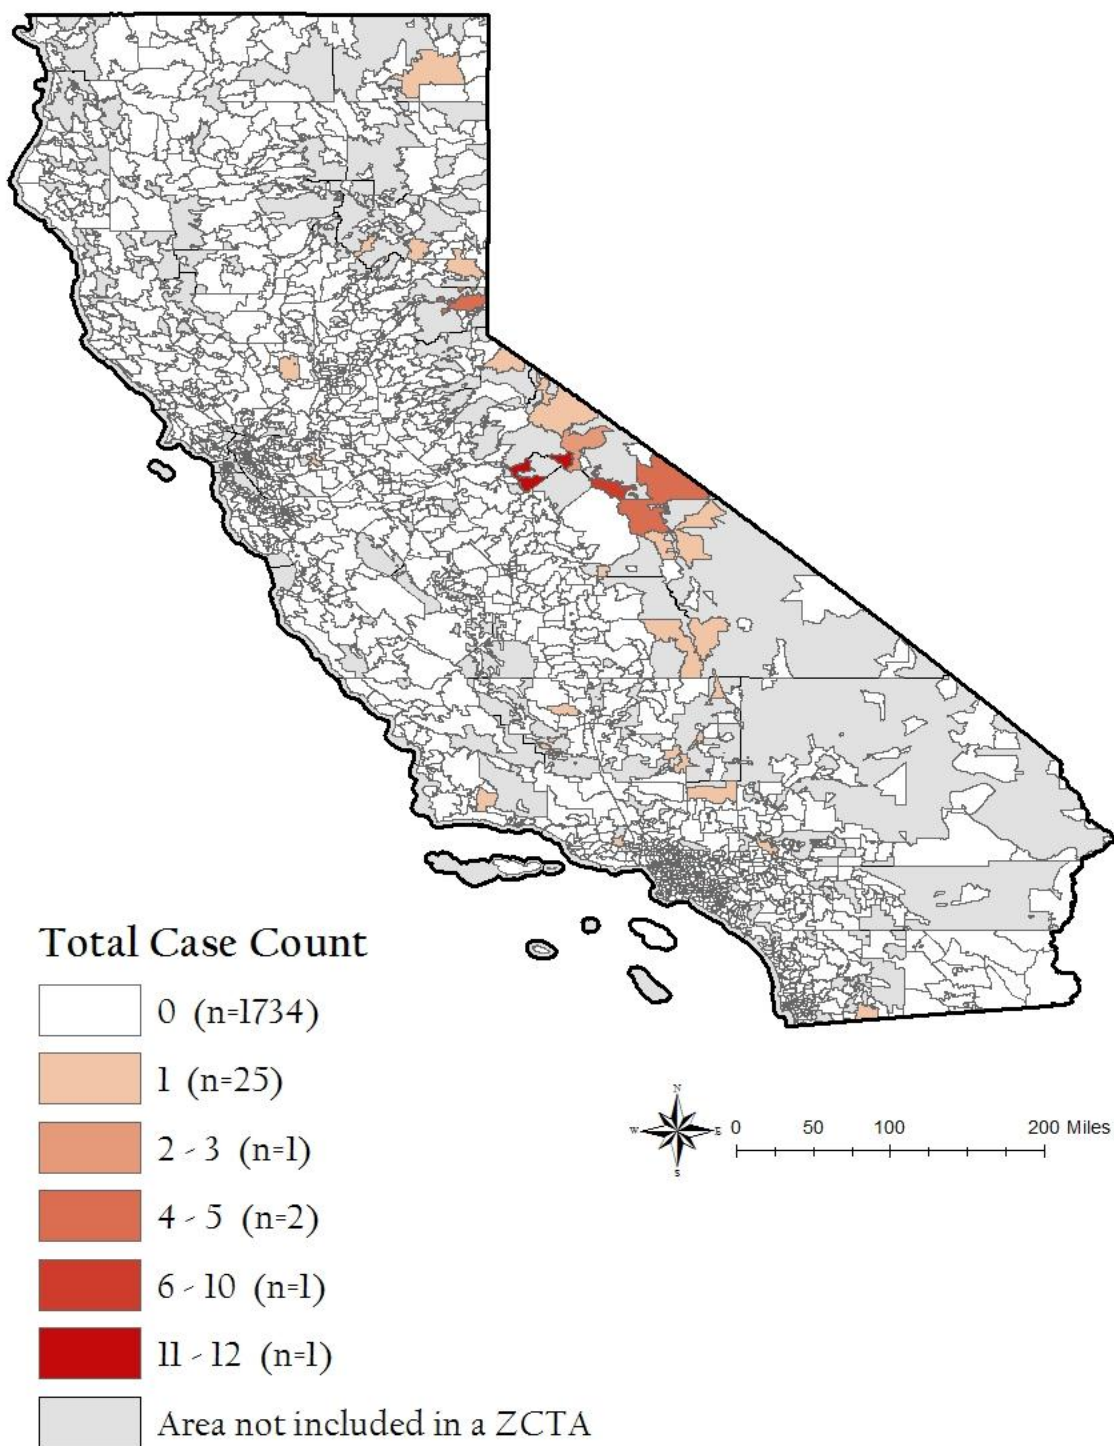 Total Case Count
0 (n=1734)
1 (n=25)
2 - 3 (n=1)
4 - 5 (n=2)
6 - 10 (n=1)
11 - 12 (n=1)
Area not included in a ZCTA
N
W E 0 50 100 200 Miles
S